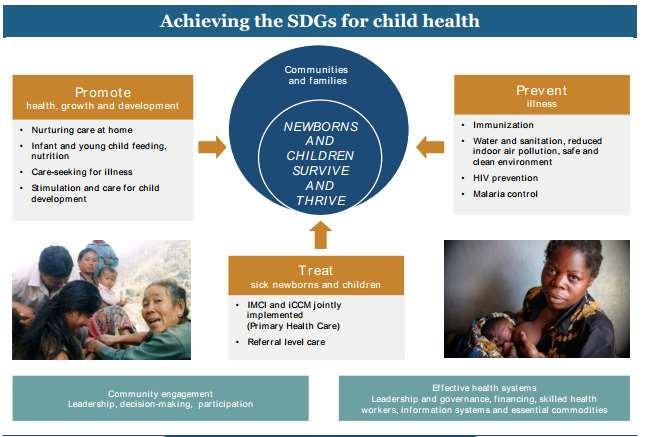 Achieving the SDGs for child health
Promote
health, growth and development
• Nurturing care at home
• Infant and young child feeding,
nutrition
• Care-seeking for illness
• Stimulation and care for child
development
Communities
and families
NEWBORNS
AND
CHILDREN
SURVIVE
AND
THRIVE
Prevent
illness
• Immunization
• Water and sanitation, reduced
indoor air pollution, safe and
clean environment
• HIV prevention
• Malaria control
Treat
sick newborns and children
• IMCI and iCCM jointly
implemented
(Primary Health Care)
• Referral level care
Community engagement
Leadership, decision-making, participation
Effective health systems
Leadership and governance, financing, skilled health
workers, information systems and essential commodities